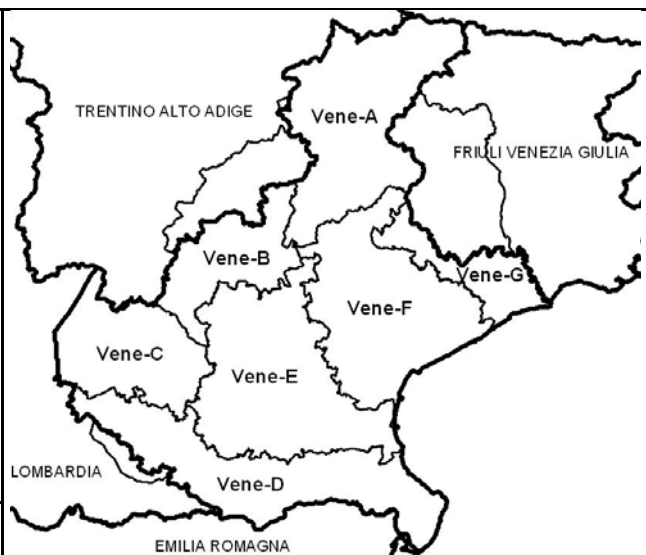 Vene-A
TRENTINO ALTO ADIGE
FRIULI VENEZIA GIULIA
Vene-B
Vene-G
Vene-F
Vene-C
Vene-E
LOMBARDIA
Vene-D
EMILIA ROMAGNA